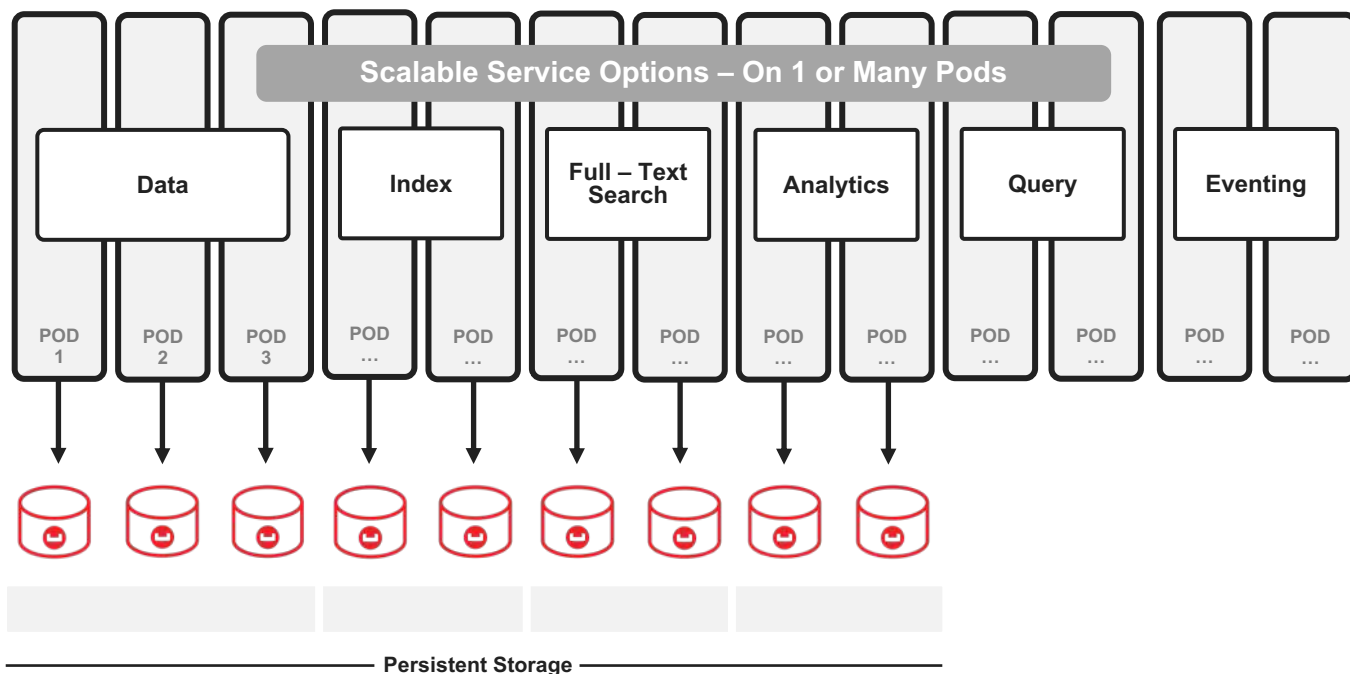 Scalable Service Options – On 1 or Many Pods
Data
Index
Full – Text
Search
Analytics
Query
Eventing
POD
1
POD
2
POD
3
POD
…
POD
…
POD
…
POD
…
POD
…
POD
…
POD
…
POD
…
POD
…
POD
…
Persistent Storage